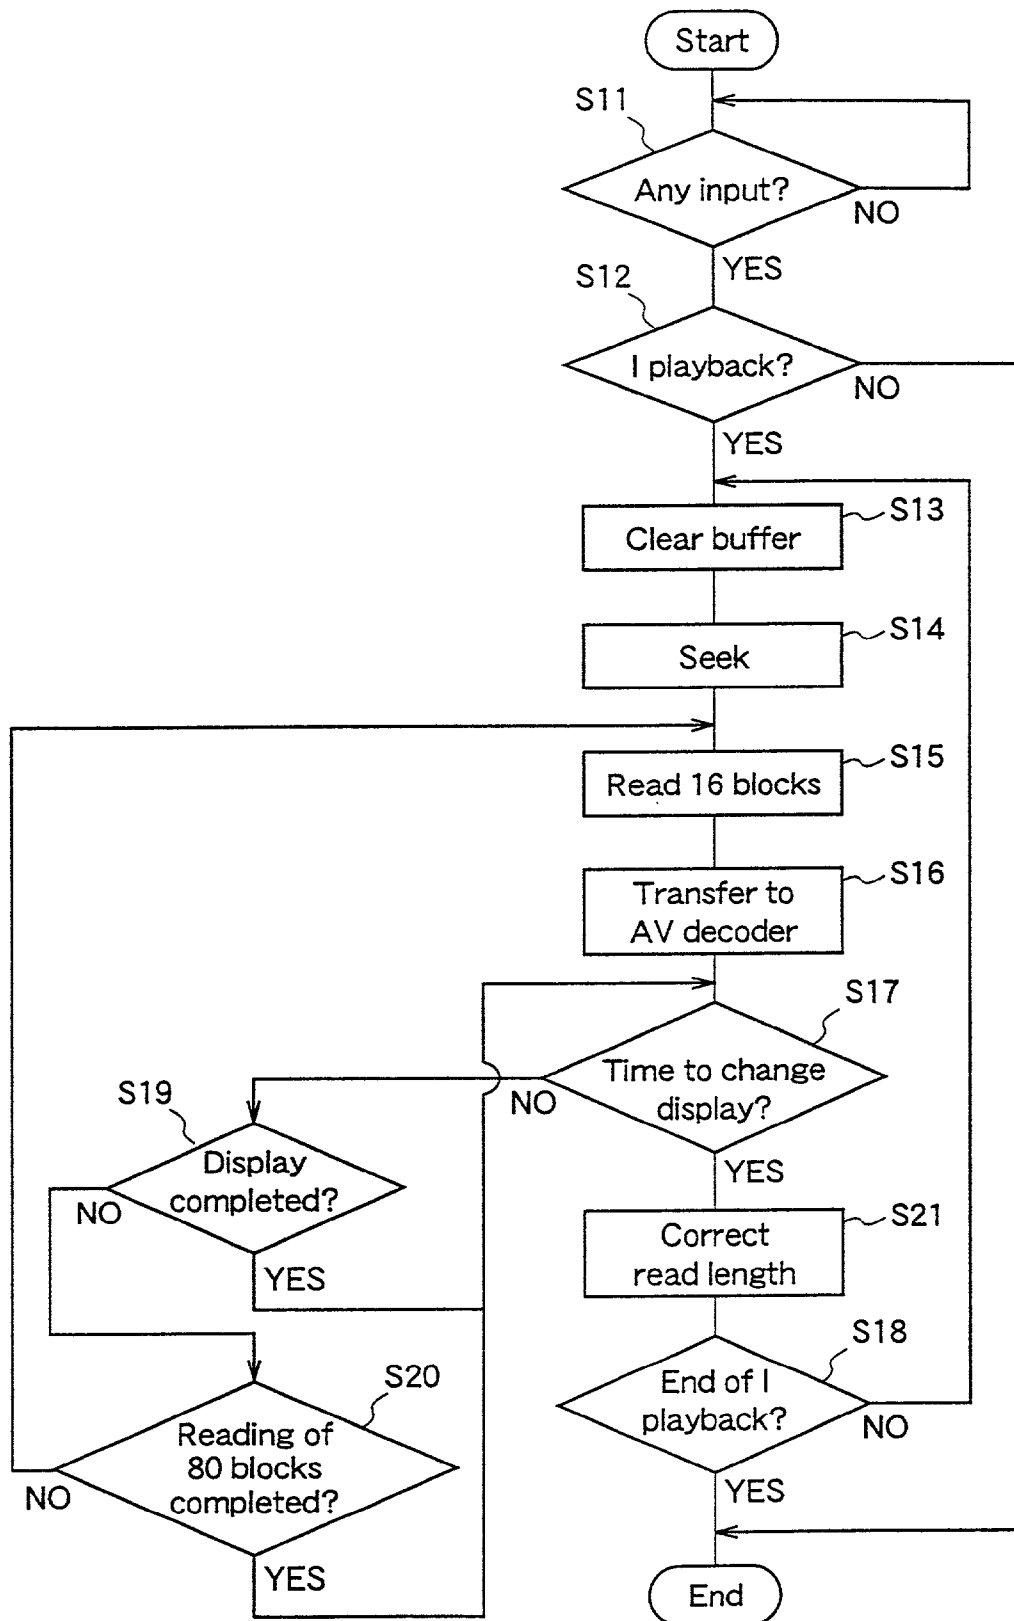 Start
S11
Any input?
NO
YES
S12
I playback?
NO
YES
S13
Clear buffer
S14
Seek
S15
Read 16 blocks
S16
Transfer to
AV decoder
S17
Time to change
display?
NO
YES
S19
Display
completed?
NO
YES
S21
Correct
read length
S18
End of I
playback?
NO
YES
S20
Reading of
80 blocks
completed?
NO
YES
End